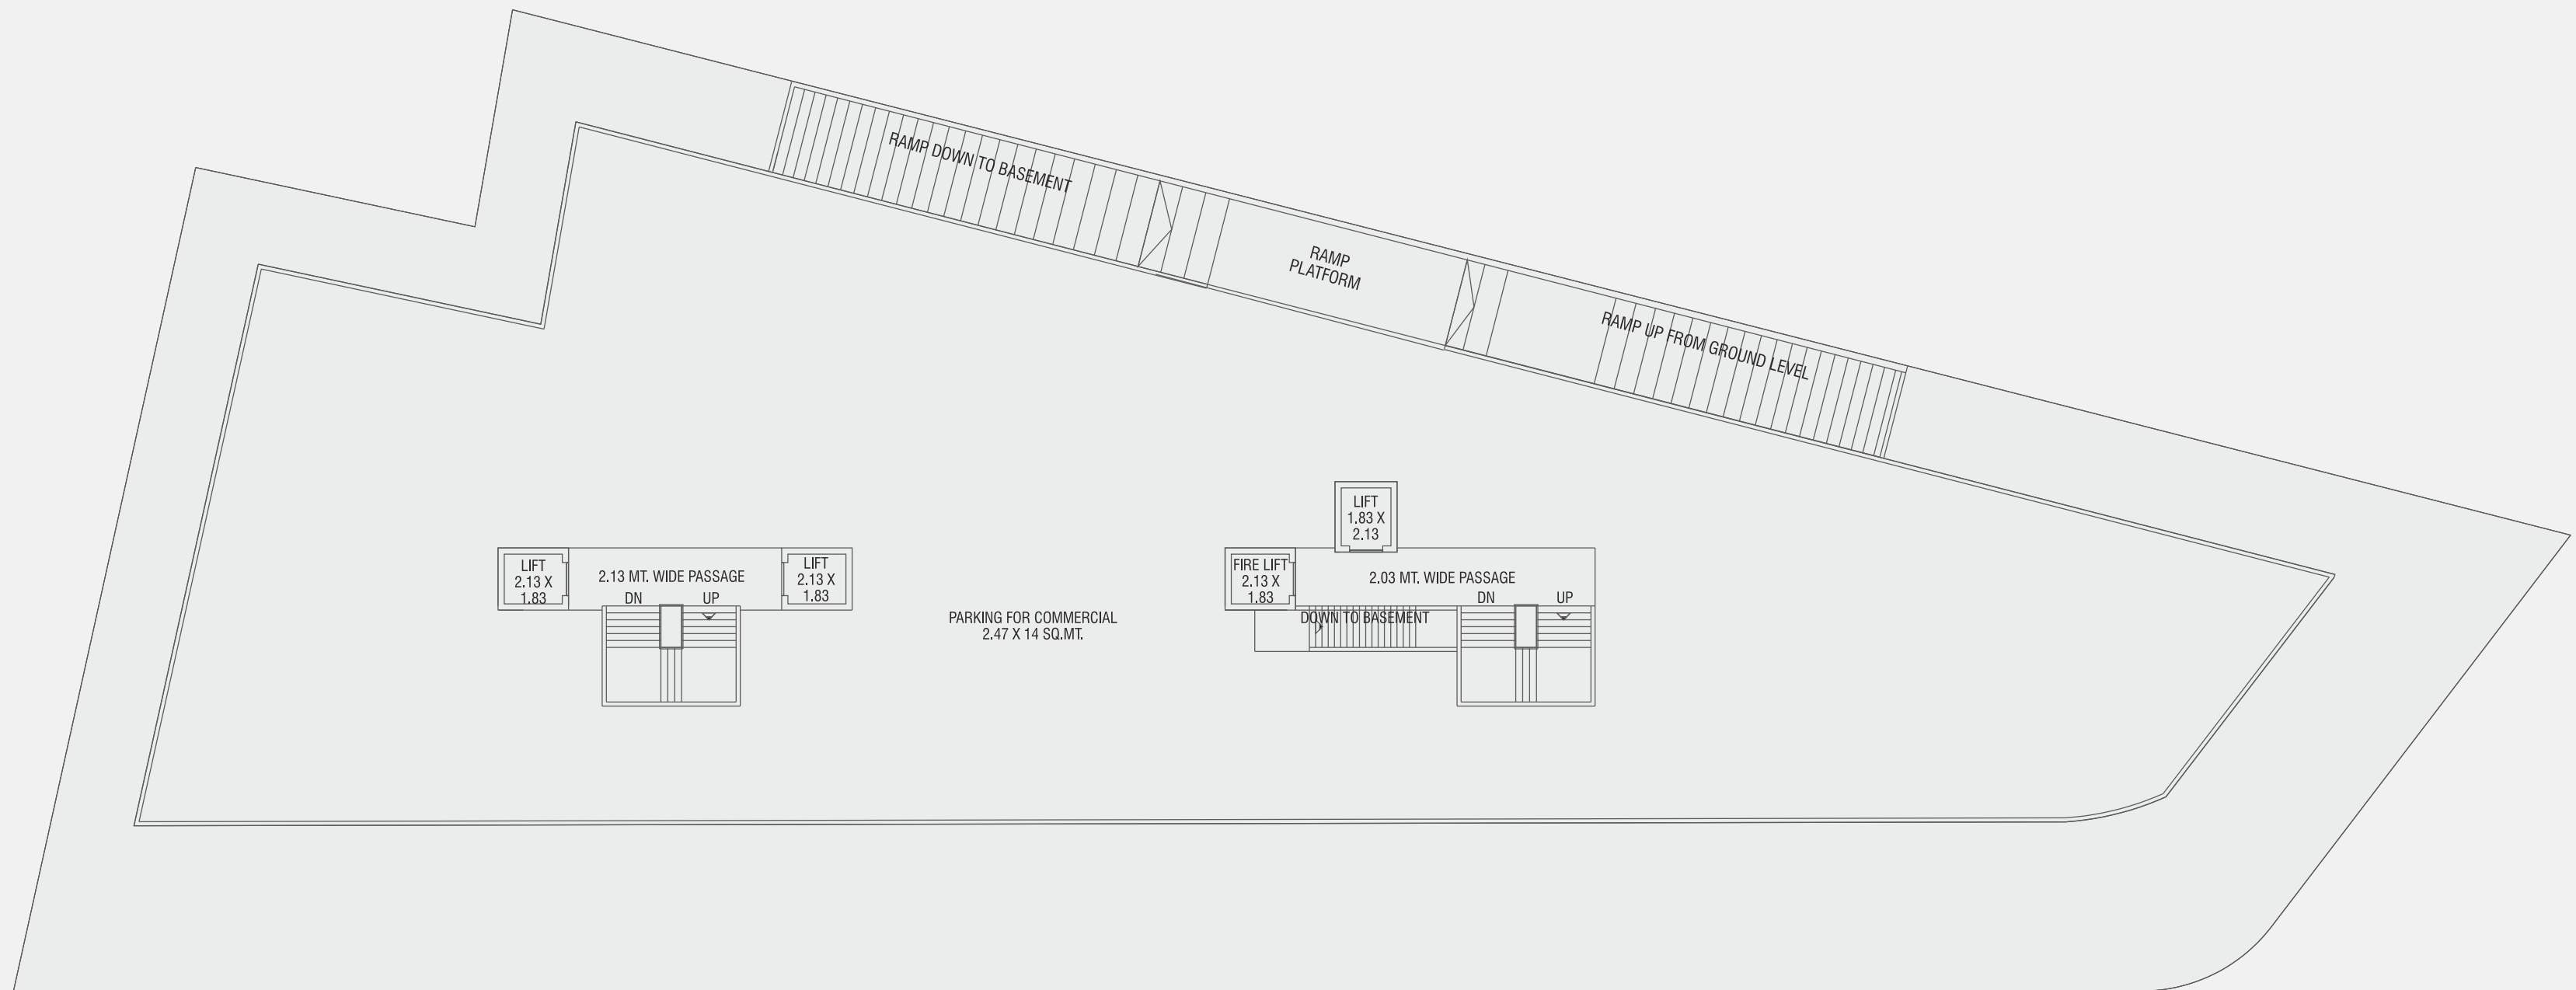 RAMP DOWN TO BASEMENT
RAMP
PLATFORM
RAMP UP FROM GROUND LEVEL
LIFT
1.83 X
2.13
LIFT
2.13 X
1.83
2.13 MT. WIDE PASSAGE
DN
UP
LIFT
2.13 X
1.83
PARKING FOR COMMERCIAL
2.47 X 14 SQ.MT.
FIRE LIFT
2.13 X
1.83
2.03 MT. WIDE PASSAGE
DN
UP
DOWN TO BASEMENT